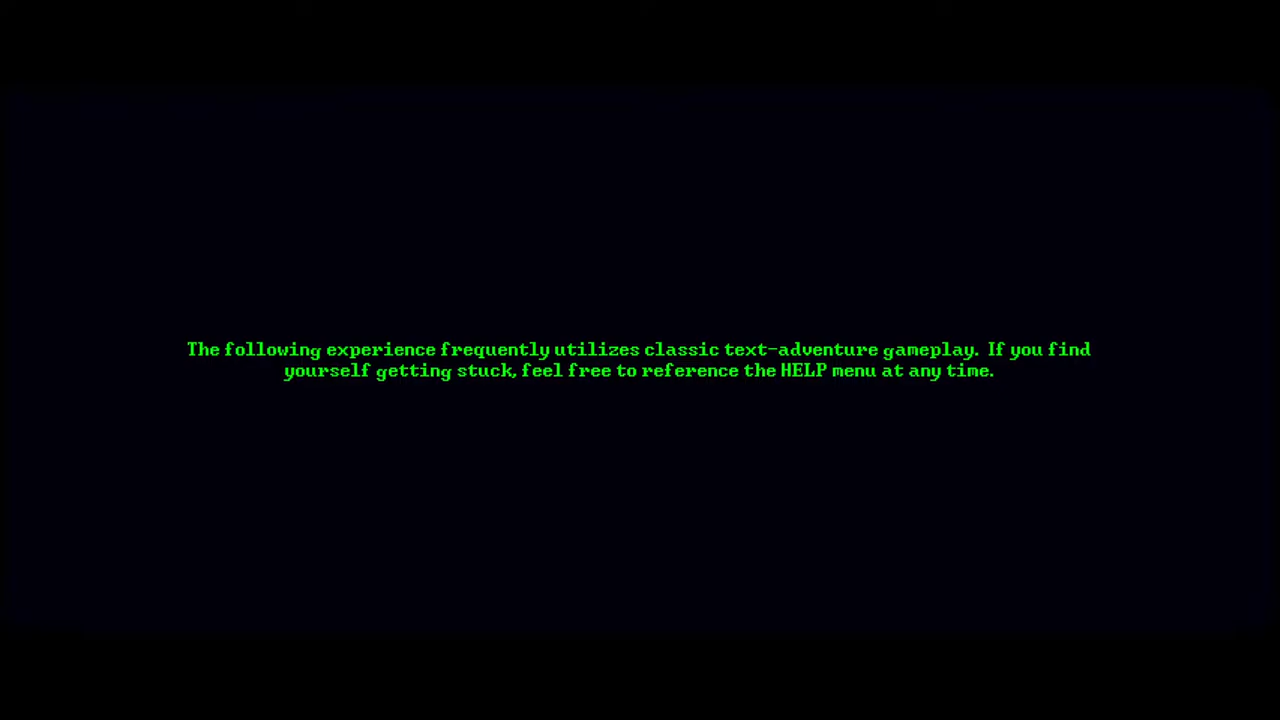 The following experience frequently utilizes classic text-adventure gameplay.  If you find
yourself getting stuck, feel free to reference the HELP menu at any time.